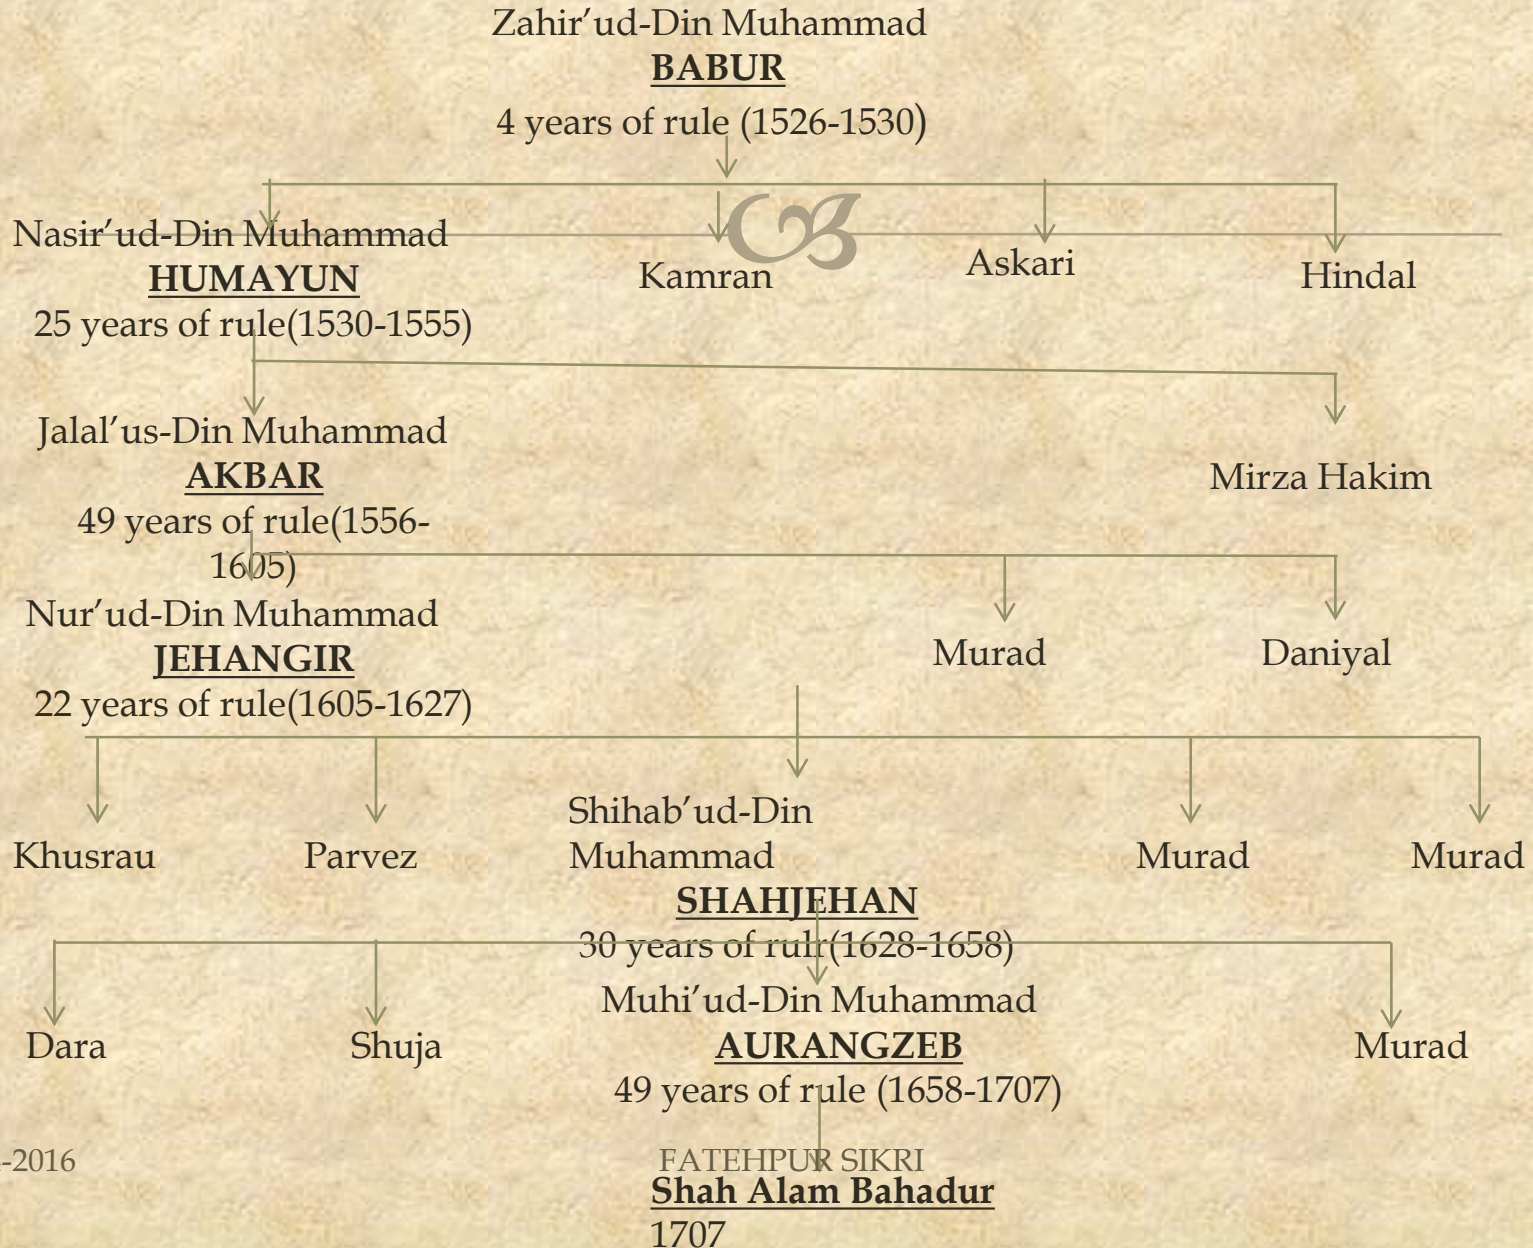 Zahir’ud-Din Muhammad
BABUR
4 years of rule (1526-1530)
Nasir’ud-Din Muhammad
HUMAYUN
25 years of rule(1530-1555)
Kamran
Askari
Hindal
Jalal’us-Din Muhammad
AKBAR
49 years of rule(1556-
1605)
Mirza Hakim
Nur’ud-Din Muhammad
JEHANGIR
22 years of rule(1605-1627)
Murad
Daniyal
Khusrau
Parvez
Shihab’ud-Din
Muhammad
SHAHJEHAN
30 years of rulr(1628-1658)
Murad
Murad
Dara
Shuja
Muhi’ud-Din Muhammad
AURANGZEB
49 years of rule (1658-1707)
Murad
-2016
FATEHPUR SIKRI
Shah Alam Bahadur
1707